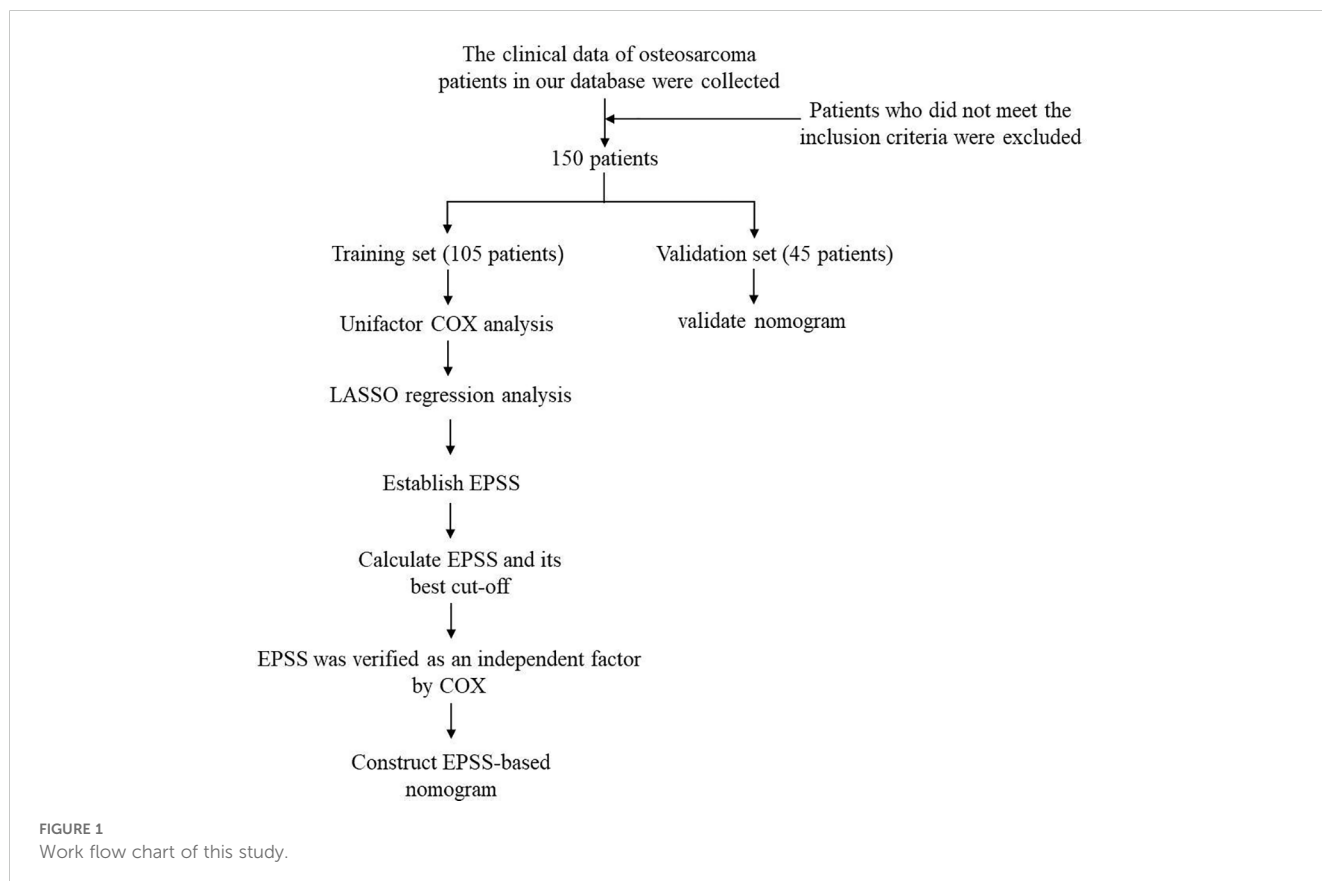 The clinical data of osteosarcoma
patients in our database were collected
Patients who did not meet the
inclusion criteria were excluded
150 patients
Training set (105 patients)
Validation set (45 patients)
Unifactor COX analysis
validate nomogram
LASSO regression analysis
Establish EPSS
Calculate EPSS and its
best cut-off
EPSS was verified as an independent factor
by COX
Construct EPSS-based
nomogram
FIGURE 1
Work flow chart of this study.